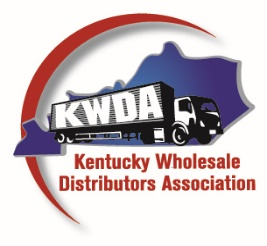 KWDA
Kentucky Wholesale
Distributors Association